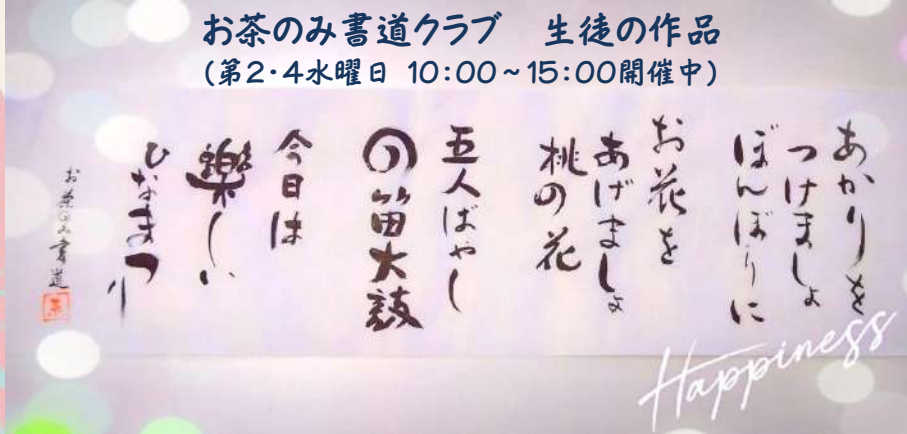 お茶のみ書道クラブ　生徒の作品
(第2・4水曜日 10:00~15:00開催中)
あかりを
つけましょ
ぼんぼりに
お花を
あげましょ
桃の花
五人ばやし
の笛太鼓
今日は
楽しい
ひなまつり
お茶のみ書道
Happiness